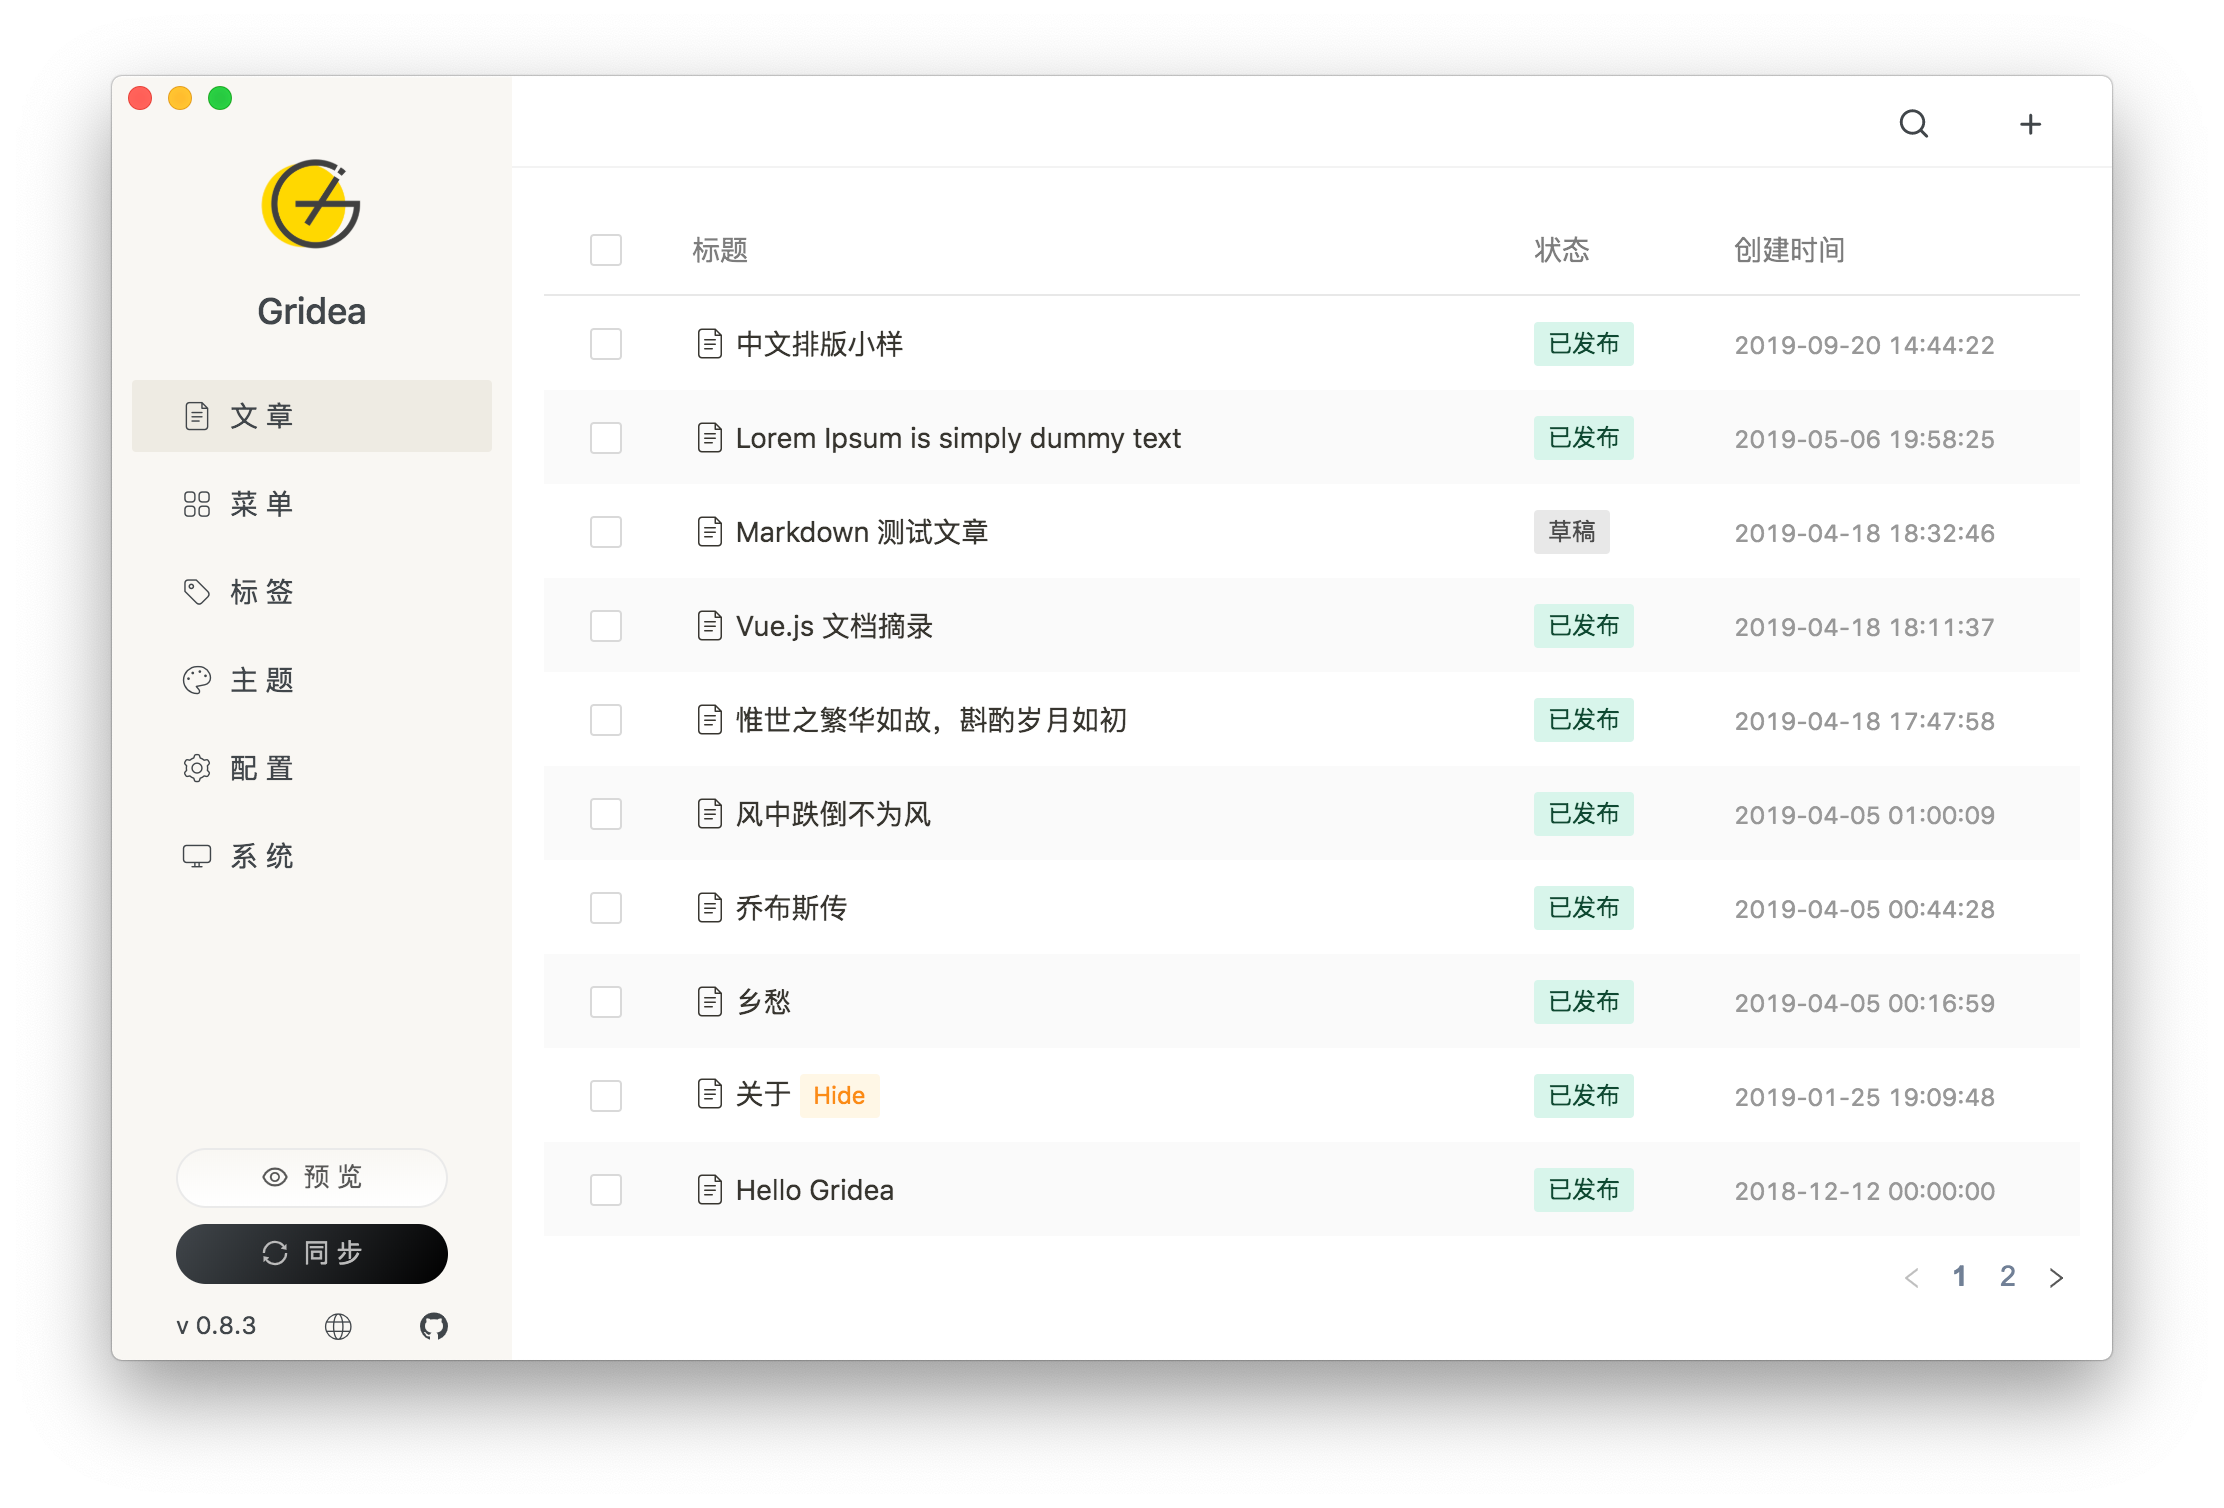 Gridea
文章
菜单
标签
主题
配置
系统
预览
同步
v 0.8.3
标题 状态 创建时间
中文排版小样 已发布 2019-09-20 14:44:22
Lorem Ipsum is simply dummy text 已发布 2019-05-06 19:58:25
Markdown 测试文章 草稿 2019-04-18 18:32:46
Vue.js 文档摘录 已发布 2019-04-18 18:11:37
惟世之繁华如故，斟酌岁月如初 已发布 2019-04-18 17:47:58
风中跌倒不为风 已发布 2019-04-05 01:00:09
乔布斯传 已发布 2019-04-05 00:44:28
乡愁 已发布 2019-04-05 00:16:59
关于 Hide 已发布 2019-01-25 19:09:48
Hello Gridea 已发布 2018-12-12 00:00:00
1 2